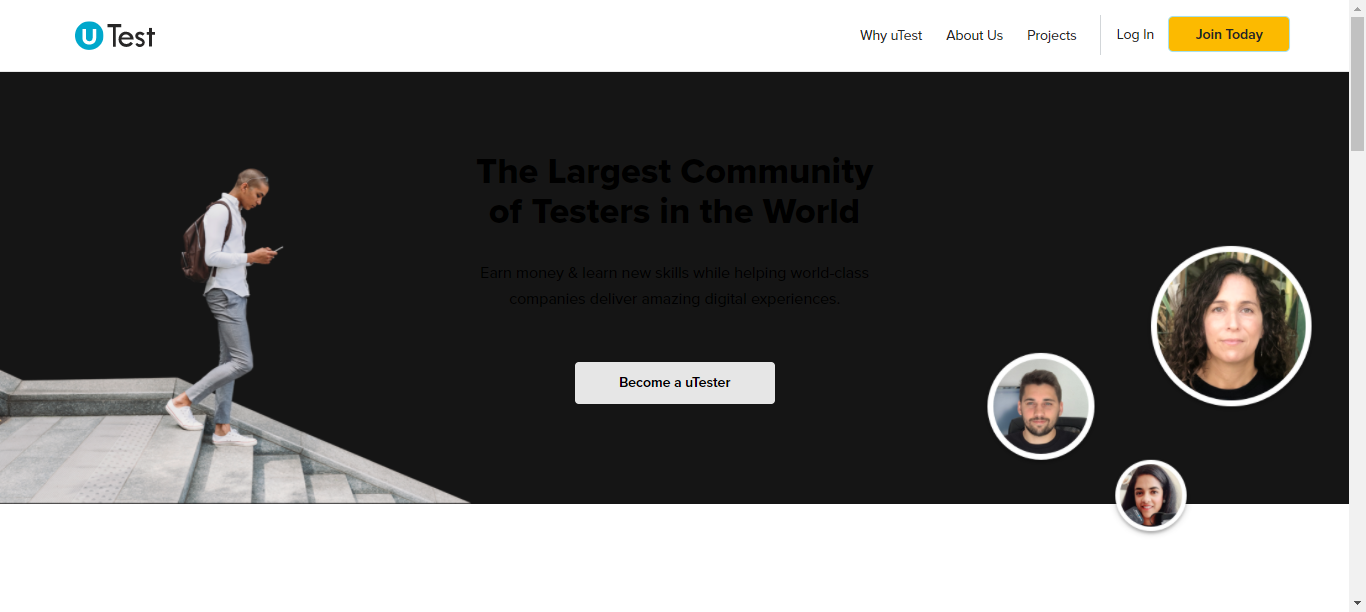 uTest
Why uTest
About Us
Projects
Log In
Join Today
The Largest Community
of Testers in the World
Earn money & learn new skills while helping world-class
companies deliver amazing digital experiences.
Become a uTester